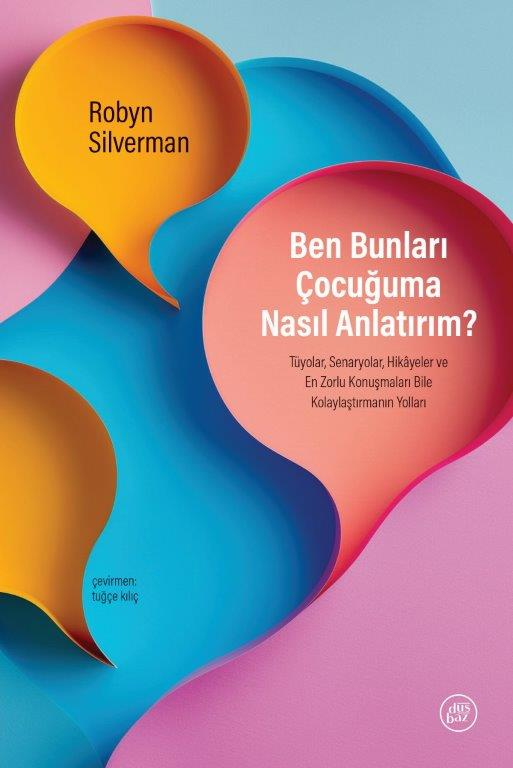 Robyn
Silverman
Ben Bunları
Çocuğuma
Nasıl Anlatırım?
Tüyolar, Senaryolar, Hikâyeler ve
En Zorlu Konuşmaları Bile
Kolaylaştırmanın Yolları
çevirmen:
tuğçe kılıç
düş
baz